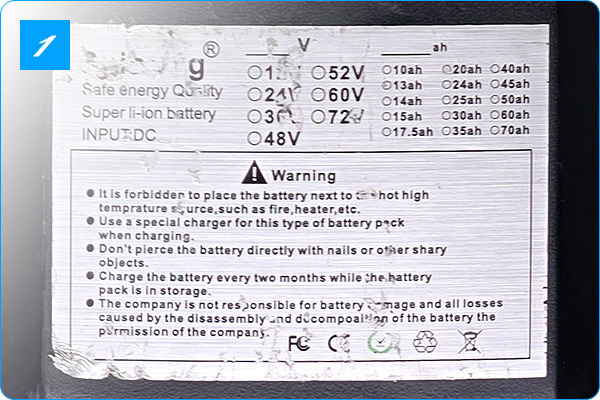 1
V ah
g®
52V 10ah 20ah 40ah
Safe energy 60V 13ah 24ah 45ah
Super li-ion battery 72V 14ah 25ah 50ah
INPUT:DC 48V 15ah 30ah 60ah
17.5ah 35ah 70ah
Warning
It is forbidden to place the battery next to hot high
temprature source,such as fire,heater,etc.
Use a special charger for this type of battery pack
when charging.
Don't pierce the battery directly with nails or other shary
objects.
Charge the battery every two months while the battery
pack is in storage.
The company is not responsible for battery damage and all losses
caused by the disassembly and decomposition of the battery the
permission of the company.
FC CE